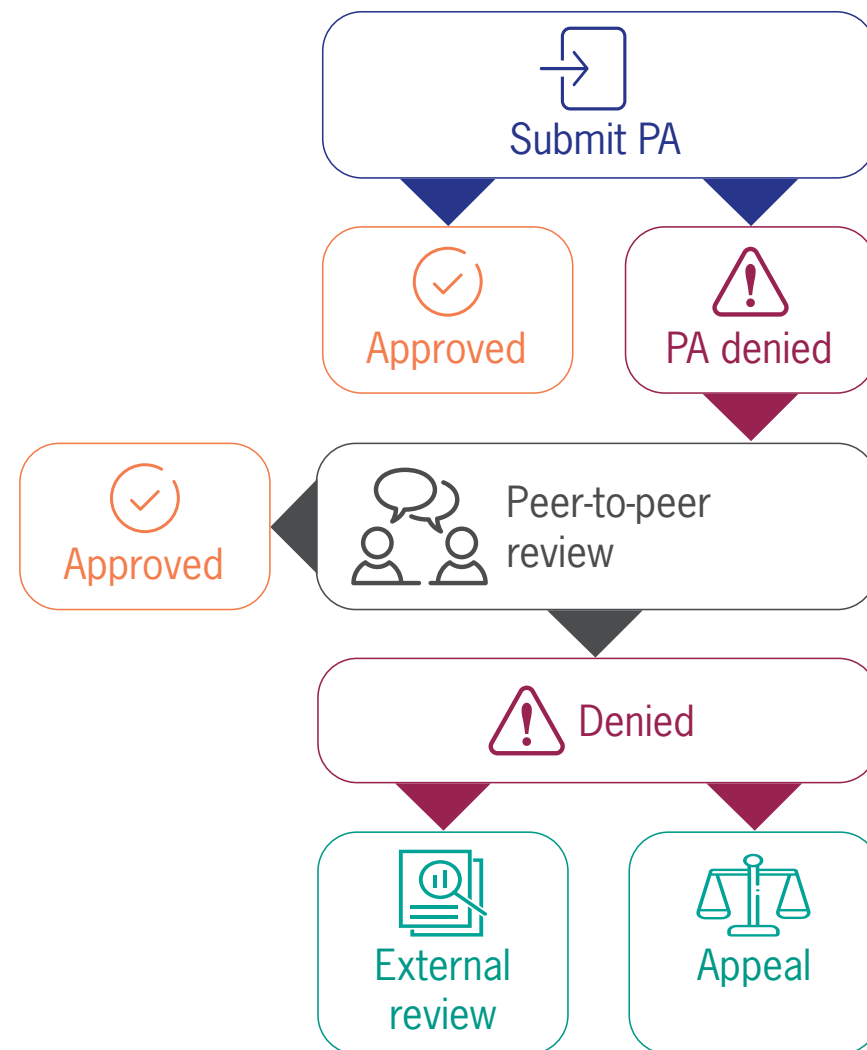 Submit PA
Approved
PA denied
Approved
Peer-to-peer
review
Denied
External
review
Appeal